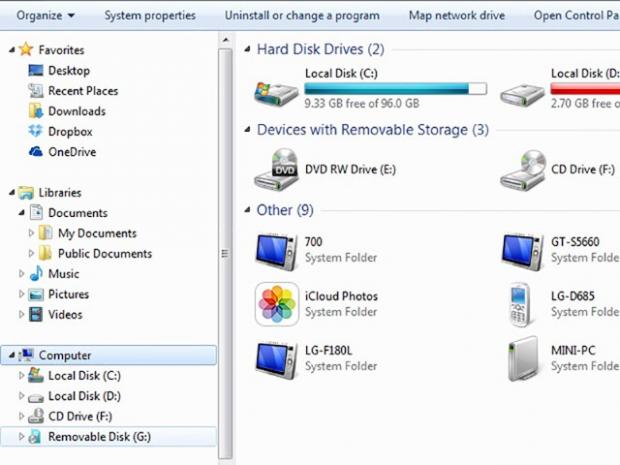 Organize System properties Uninstall or change a program Map network drive Open Control Pa
Favorites
Desktop
Recent Places
Downloads
Dropbox
OneDrive
Libraries
Documents
My Documents
Public Documents
Music
Pictures
Videos
Computer
Local Disk (C:)
Local Disk (D:)
CD Drive (F:)
Removable Disk (G:)
Hard Disk Drives (2)
Local Disk (C:) Local Disk (D:
9.33 GB free of 96.0 GB 2.70 GB free o
Devices with Removable Storage (3)
DVD RW Drive (E:) CD Drive (F:)
Other (9)
700 GT-S5660
System Folder System Folde
iCloud Photos LG-D685
System Folder System Folde
LG-F180L MINI-PC
System Folder System Folde